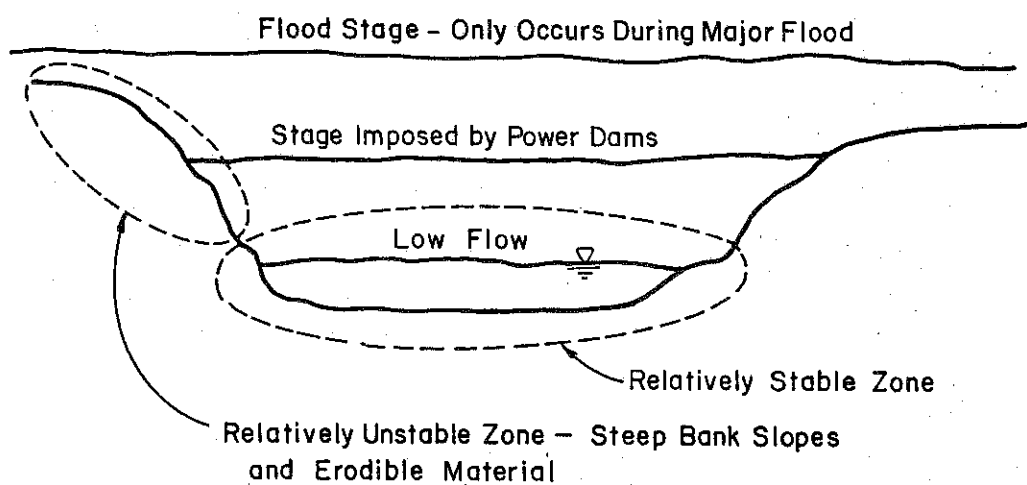 Flood Stage - Only Occurs During Major Flood
Stage Imposed by Power Dams
Low Flow
Relatively Stable Zone
Relatively Unstable Zone - Steep Bank Slopes
and Erodible Material